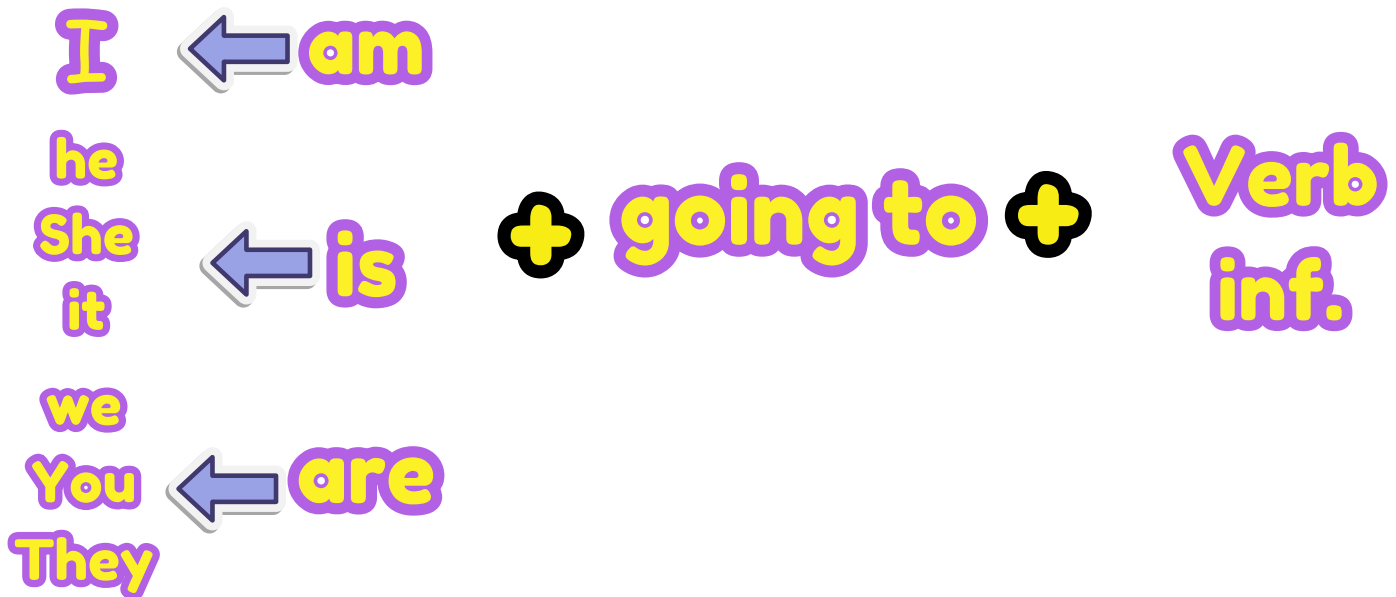 I am
he
She
it
is
we
You
They
are
+ going to +
Verb
inf.